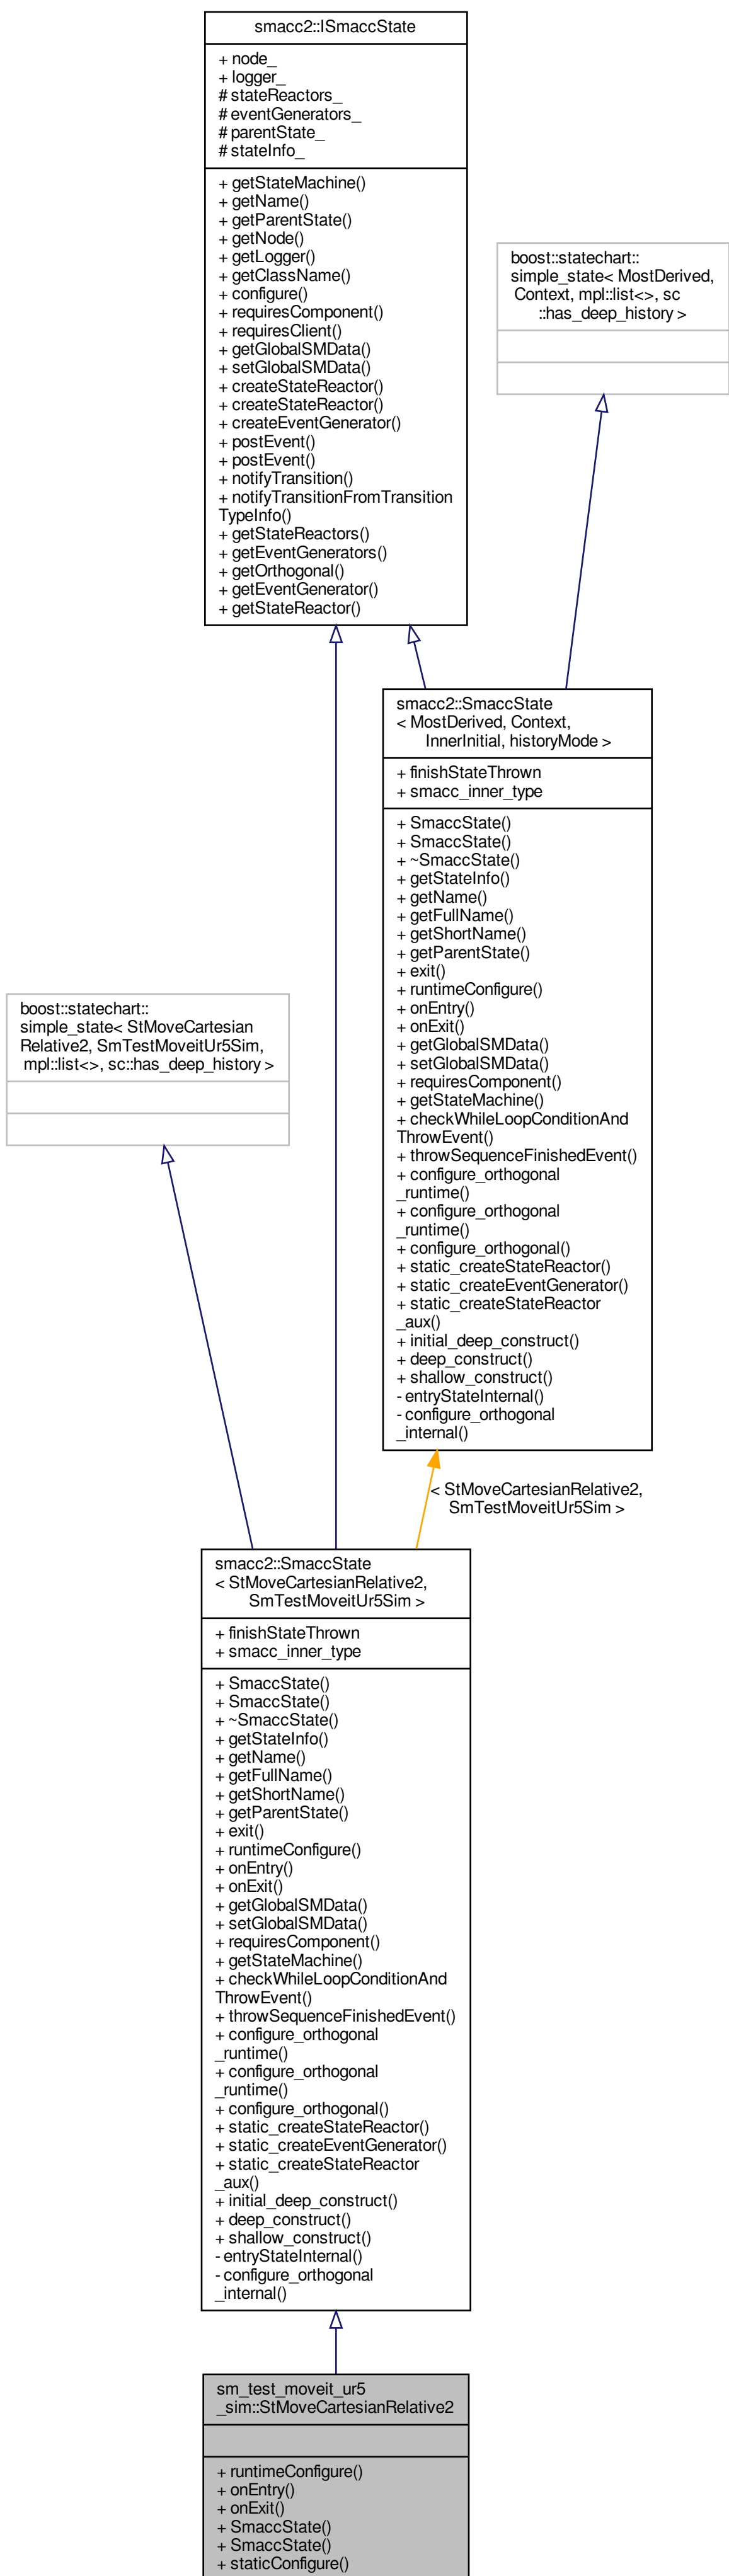 smacc2::ISmaccState
+ node_
+ logger_
# stateReactors_
# eventGenerators_
# parentState_
# stateInfo_
+ getStateMachine()
+ getName()
+ getParentState()
+ getNode()
+ getLogger()
+ getClassName()
+ configure()
+ requiresComponent()
+ requiresClient()
+ getGlobalSMData()
+ setGlobalSMData()
+ createStateReactor()
+ createStateReactor()
+ createEventGenerator()
+ postEvent()
+ postEvent()
+ notifyTransition()
+ notifyTransitionFromTransition
TypeInfo()
+ getStateReactors()
+ getEventGenerators()
+ getOrthogonal()
+ getEventGenerator()
+ getStateReactor()
boost::statechart::
simple_state< MostDerived,
Context, mpl::list<>, sc
::has_deep_history >
smacc2::SmaccState
< MostDerived, Context,
InnerInitial, historyMode >
+ finishStateThrown
+ smacc_inner_type
+ SmaccState()
+ SmaccState()
+ ~SmaccState()
+ getStateInfo()
+ getName()
+ getFullName()
+ getShortName()
+ getParentState()
+ exit()
+ runtimeConfigure()
+ onEntry()
+ onExit()
+ getGlobalSMData()
+ setGlobalSMData()
+ requiresComponent()
+ getStateMachine()
+ checkWhileLoopConditionAnd
ThrowEvent()
+ throwSequenceFinishedEvent()
+ configure_orthogonal
_runtime()
+ configure_orthogonal
_runtime()
+ configure_orthogonal()
+ static_createStateReactor()
+ static_createEventGenerator()
+ static_createStateReactor
_aux()
+ initial_deep_construct()
+ deep_construct()
+ shallow_construct()
- entryStateInternal()
- configure_orthogonal
_internal()
boost::statechart::
simple_state< StMoveCartesian
Relative2, SmTestMoveitUr5Sim,
mpl::list<>, sc::has_deep_history >
< StMoveCartesianRelative2,
SmTestMoveitUr5Sim >
smacc2::SmaccState
< StMoveCartesianRelative2,
SmTestMoveitUr5Sim >
+ finishStateThrown
+ smacc_inner_type
+ SmaccState()
+ SmaccState()
+ ~SmaccState()
+ getStateInfo()
+ getName()
+ getFullName()
+ getShortName()
+ getParentState()
+ exit()
+ runtimeConfigure()
+ onEntry()
+ onExit()
+ getGlobalSMData()
+ setGlobalSMData()
+ requiresComponent()
+ getStateMachine()
+ checkWhileLoopConditionAnd
ThrowEvent()
+ throwSequenceFinishedEvent()
+ configure_orthogonal
_runtime()
+ configure_orthogonal
_runtime()
+ configure_orthogonal()
+ static_createStateReactor()
+ static_createEventGenerator()
+ static_createStateReactor
_aux()
+ initial_deep_construct()
+ deep_construct()
+ shallow_construct()
- entryStateInternal()
- configure_orthogonal
_internal()
sm_test_moveit_ur5
_sim::StMoveCartesianRelative2
+ runtimeConfigure()
+ onEntry()
+ onExit()
+ SmaccState()
+ SmaccState()
+ staticConfigure()